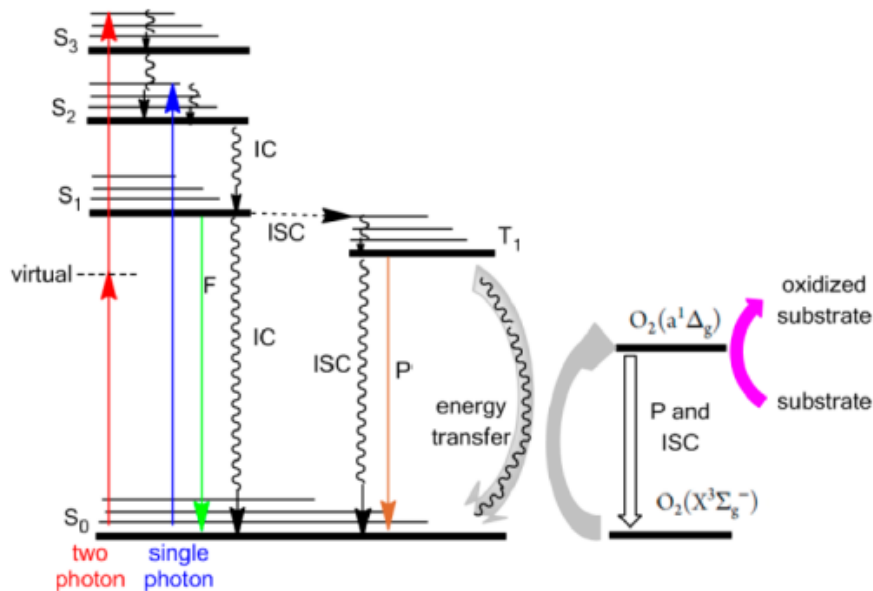 S₃
S₂
IC
S₁
ISC
T₁
virtual
F
oxidized
substrate
O₂(a¹Δg)
IC
ISC
P
energy
transfer
P and
ISC
substrate
S₀
O₂(X³Σg⁻)
two
photon
single
photon